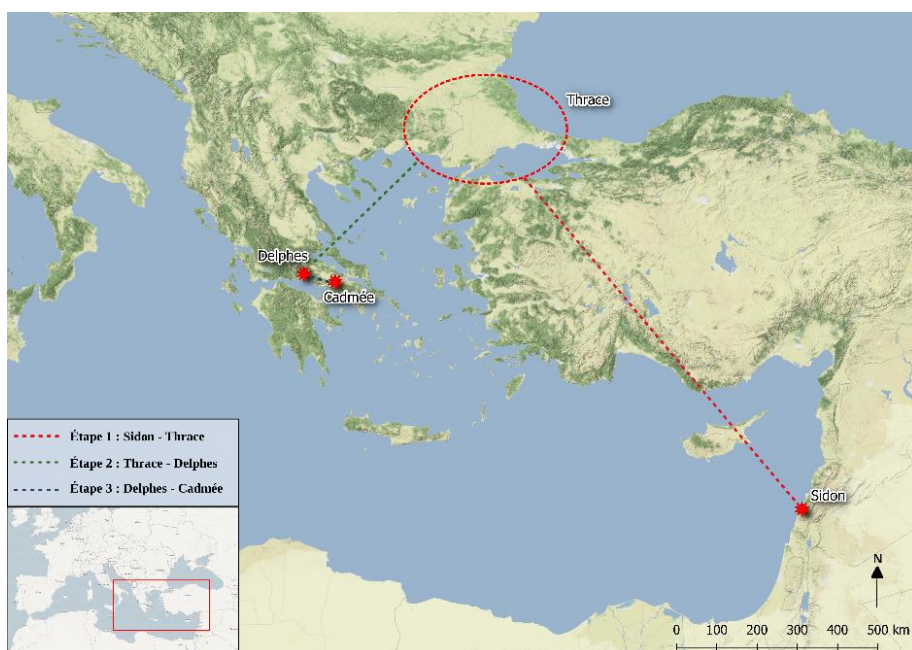 Thrace
Delphes
Cadmée
Étape 1 : Sidon - Thrace
Étape 2 : Thrace - Delphes
Étape 3 : Delphes - Cadmée
Sidon
N
0 100 200 300 400 500 km